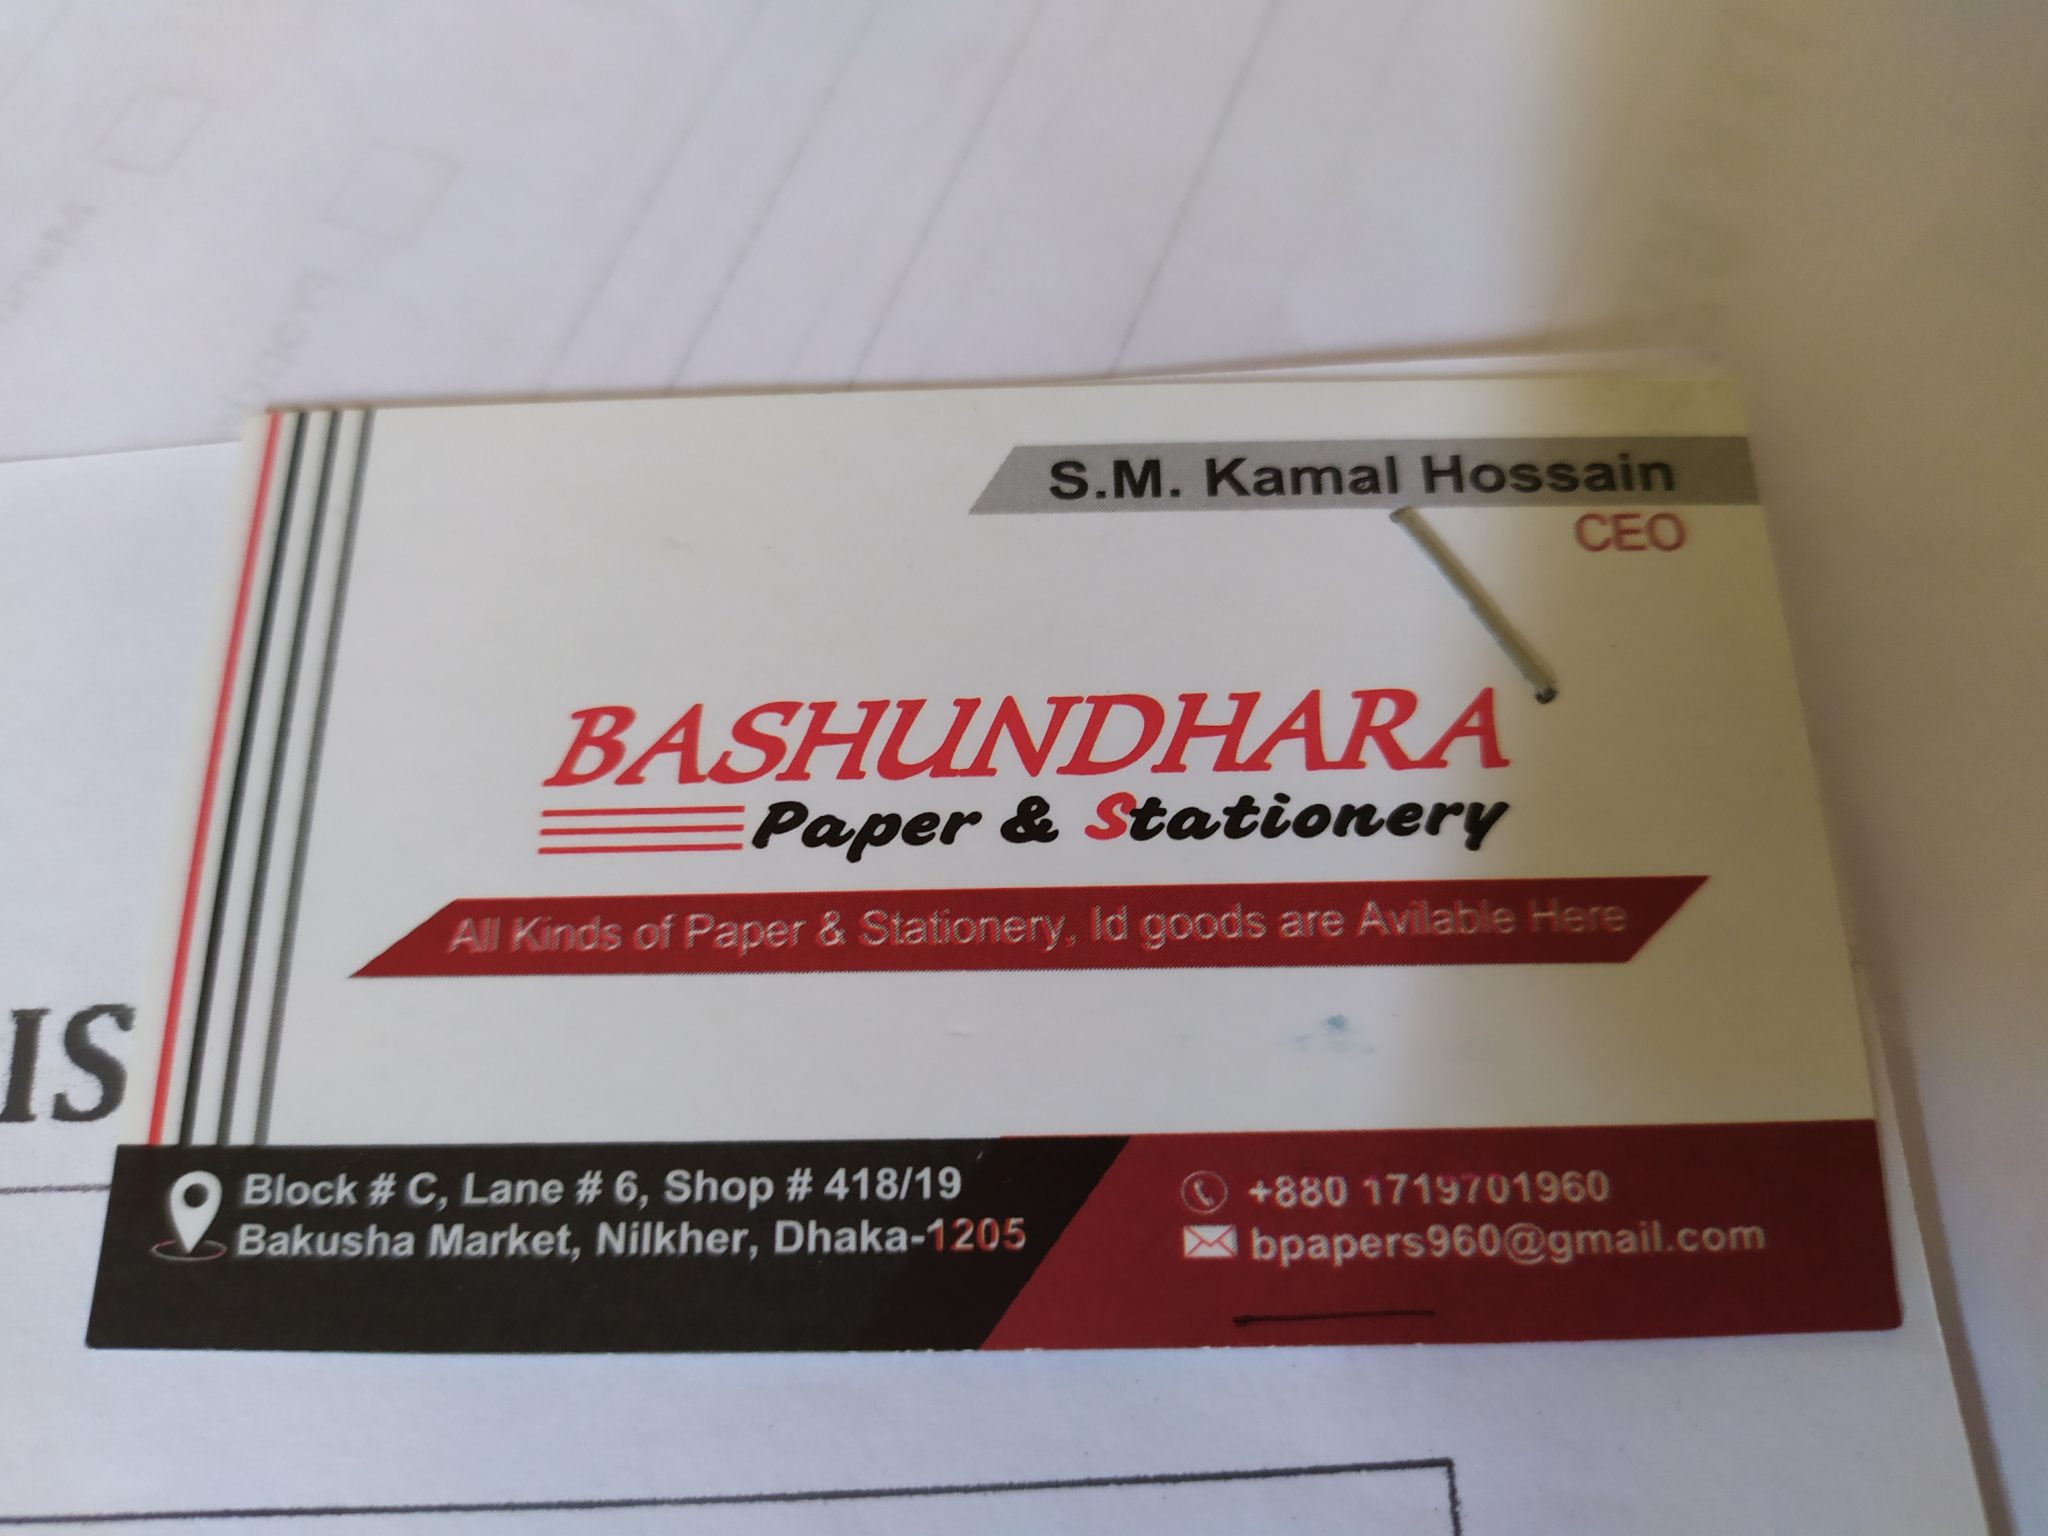 S.M. Kamal Hossain
CEO
BASHUNDHARA
Paper & Stationery
All Kinds of Paper & Stationery, Id goods are Avilable Here
Block # C, Lane # 6, Shop # 418/19
Bakusha Market, Nilkher, Dhaka-1205
+880 1719701960
bpapers960@gmail.com
IS